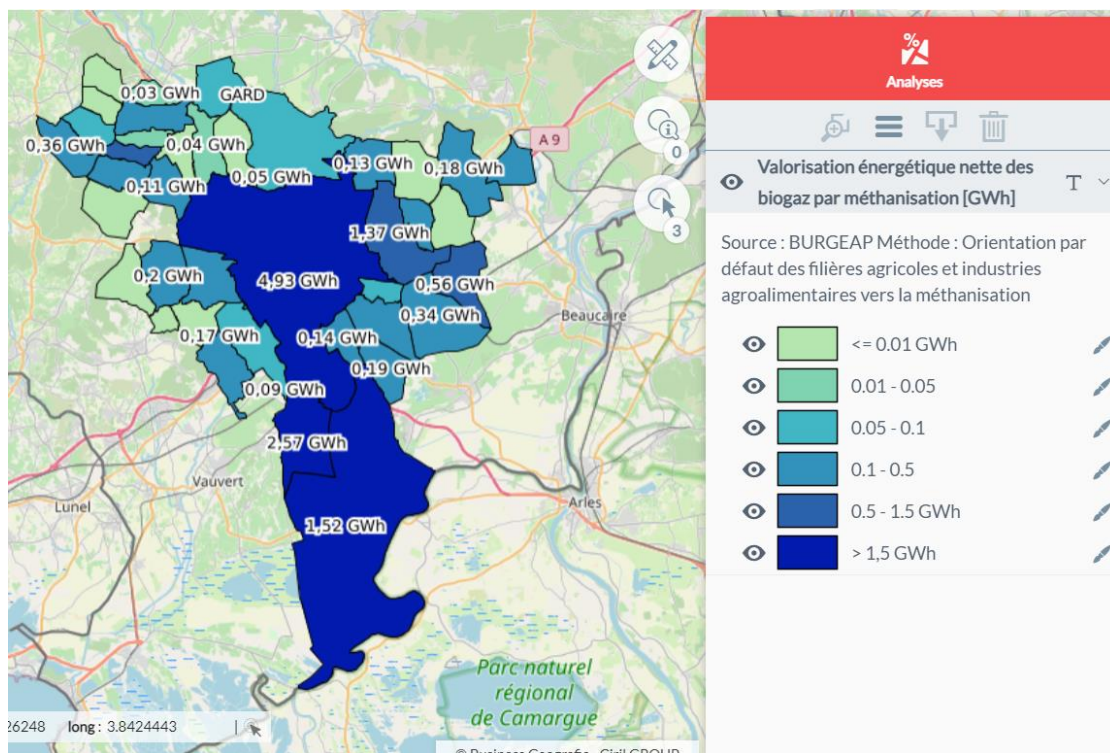 0,03 GWh
GARD
0,36 GWh
0,04 GWh
A 9
0
0,13 GWh
0,18 GWh
0,11 GWh
0,05 GWh
3
1,37 GWh
0,2 GWh
4,93 GWh
0,56 GWh
0,34 GWh
Beaucaire
0,17 GWh
0,14 GWh
0,19 GWh
0,09 GWh
2,57 GWh
Vauvert
Lunel
Arles
1,52 GWh
Parc naturel
régional
de Camargue
26248 long : 3.8424443
© Business Geografic - Ciril GROUP
%
Analyses
Valorisation énergétique nette des
biogaz par méthanisation [GWh]
T
Source : BURGEAP Méthode : Orientation par
défaut des filières agricoles et industries
agroalimentaires vers la méthanisation
<= 0.01 GWh
0.01 - 0.05
0.05 - 0.1
0.1 - 0.5
0.5 - 1.5 GWh
> 1,5 GWh